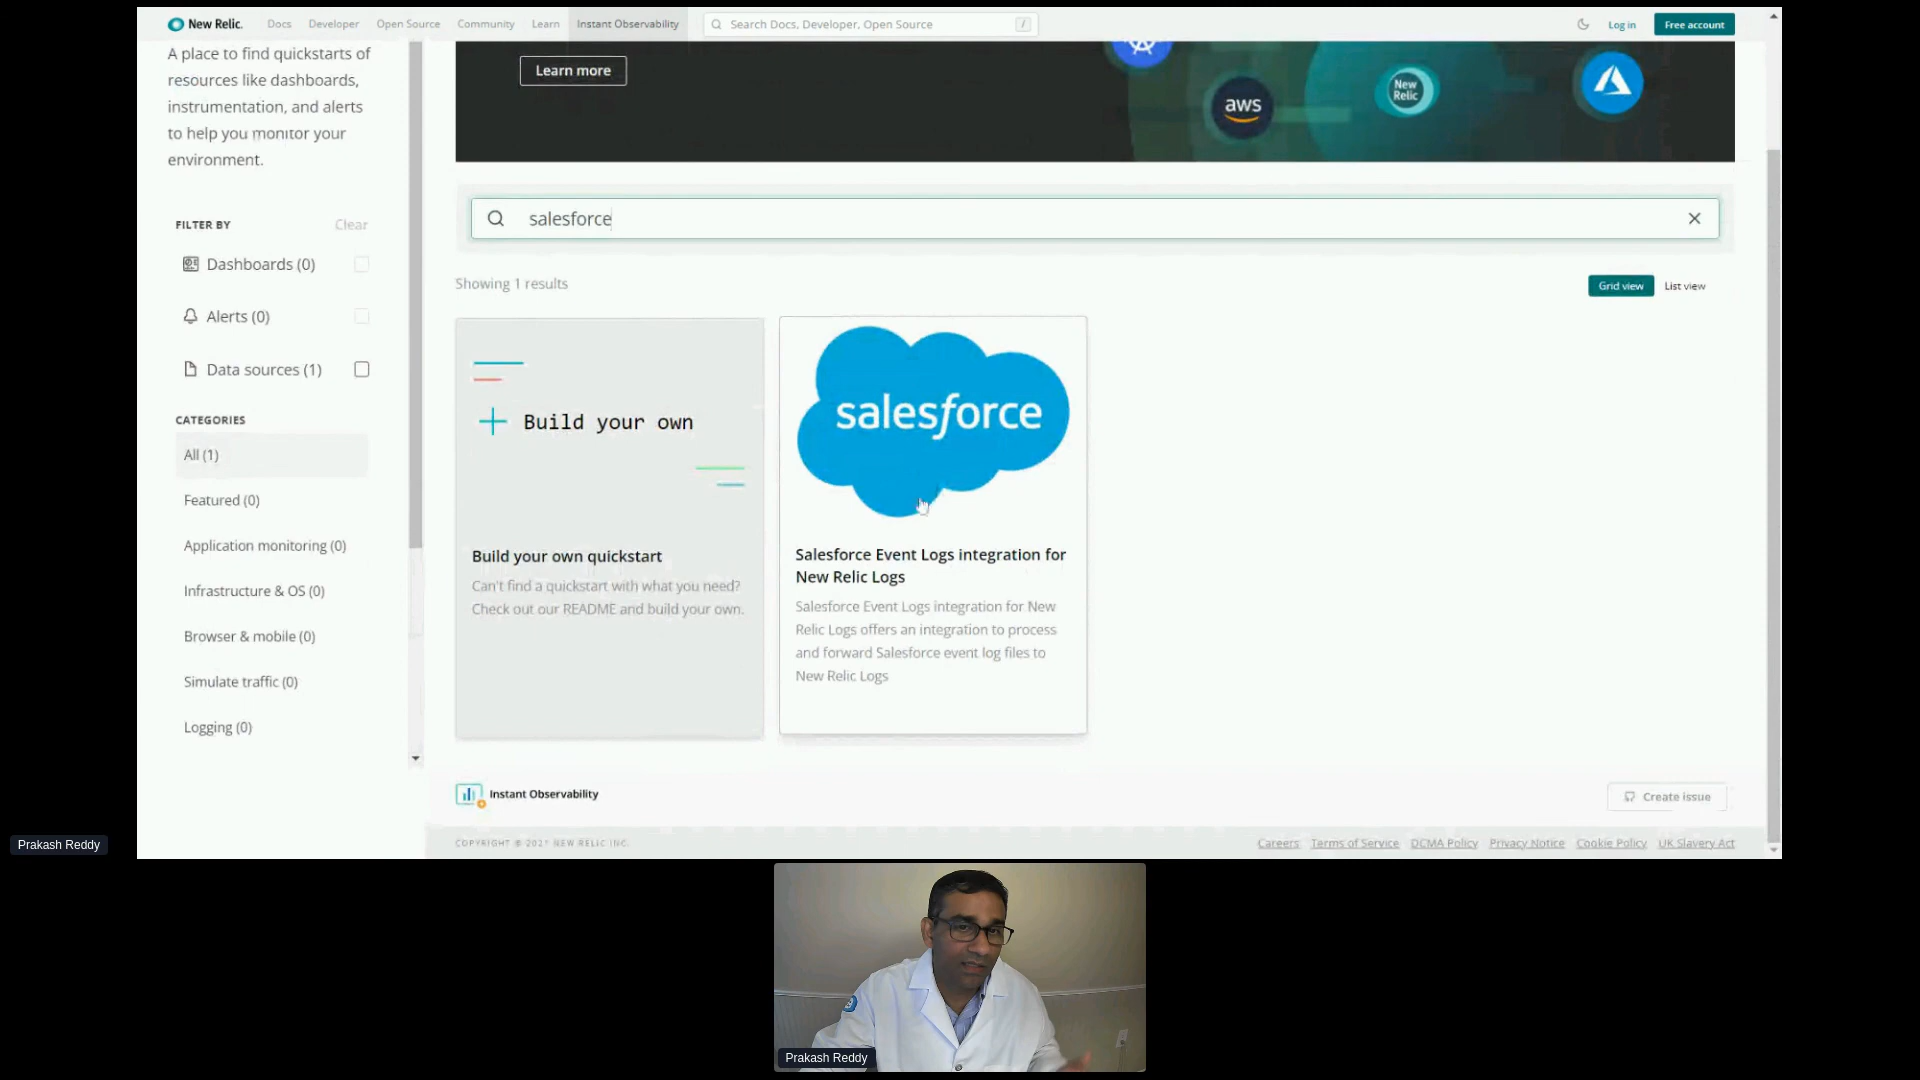 New Relic.
Docs
Developer
Open Source
Community
Learn
Instant Observability
Search Docs, Developer, Open Source
/
Log in
Free account
A place to find quickstarts of
resources like dashboards,
instrumentation, and alerts
to help you monitor your
environment.
Learn more
aws
New
Relic
salesforce
FILTER BY
Clear
Dashboards (0)
Alerts (0)
Data sources (1)
CATEGORIES
All (1)
Featured (0)
Application monitoring (0)
Infrastructure & OS (0)
Browser & mobile (0)
Simulate traffic (0)
Logging (0)
Showing 1 results
Grid view
List view
Build your own
Build your own quickstart
Can't find a quickstart with what you need?
Check out our README and build your own.
salesforce
Salesforce Event Logs integration for
New Relic Logs
Salesforce Event Logs integration for New
Relic Logs offers an integration to process
and forward Salesforce event log files to
New Relic Logs
Instant Observability
Create issue
COPYRIGHT © 2021 NEW RELIC INC.
Careers
Terms of Service
DCMA Policy
Privacy Notice
Cookie Policy
UK Slavery Act
Prakash Reddy
Prakash Reddy